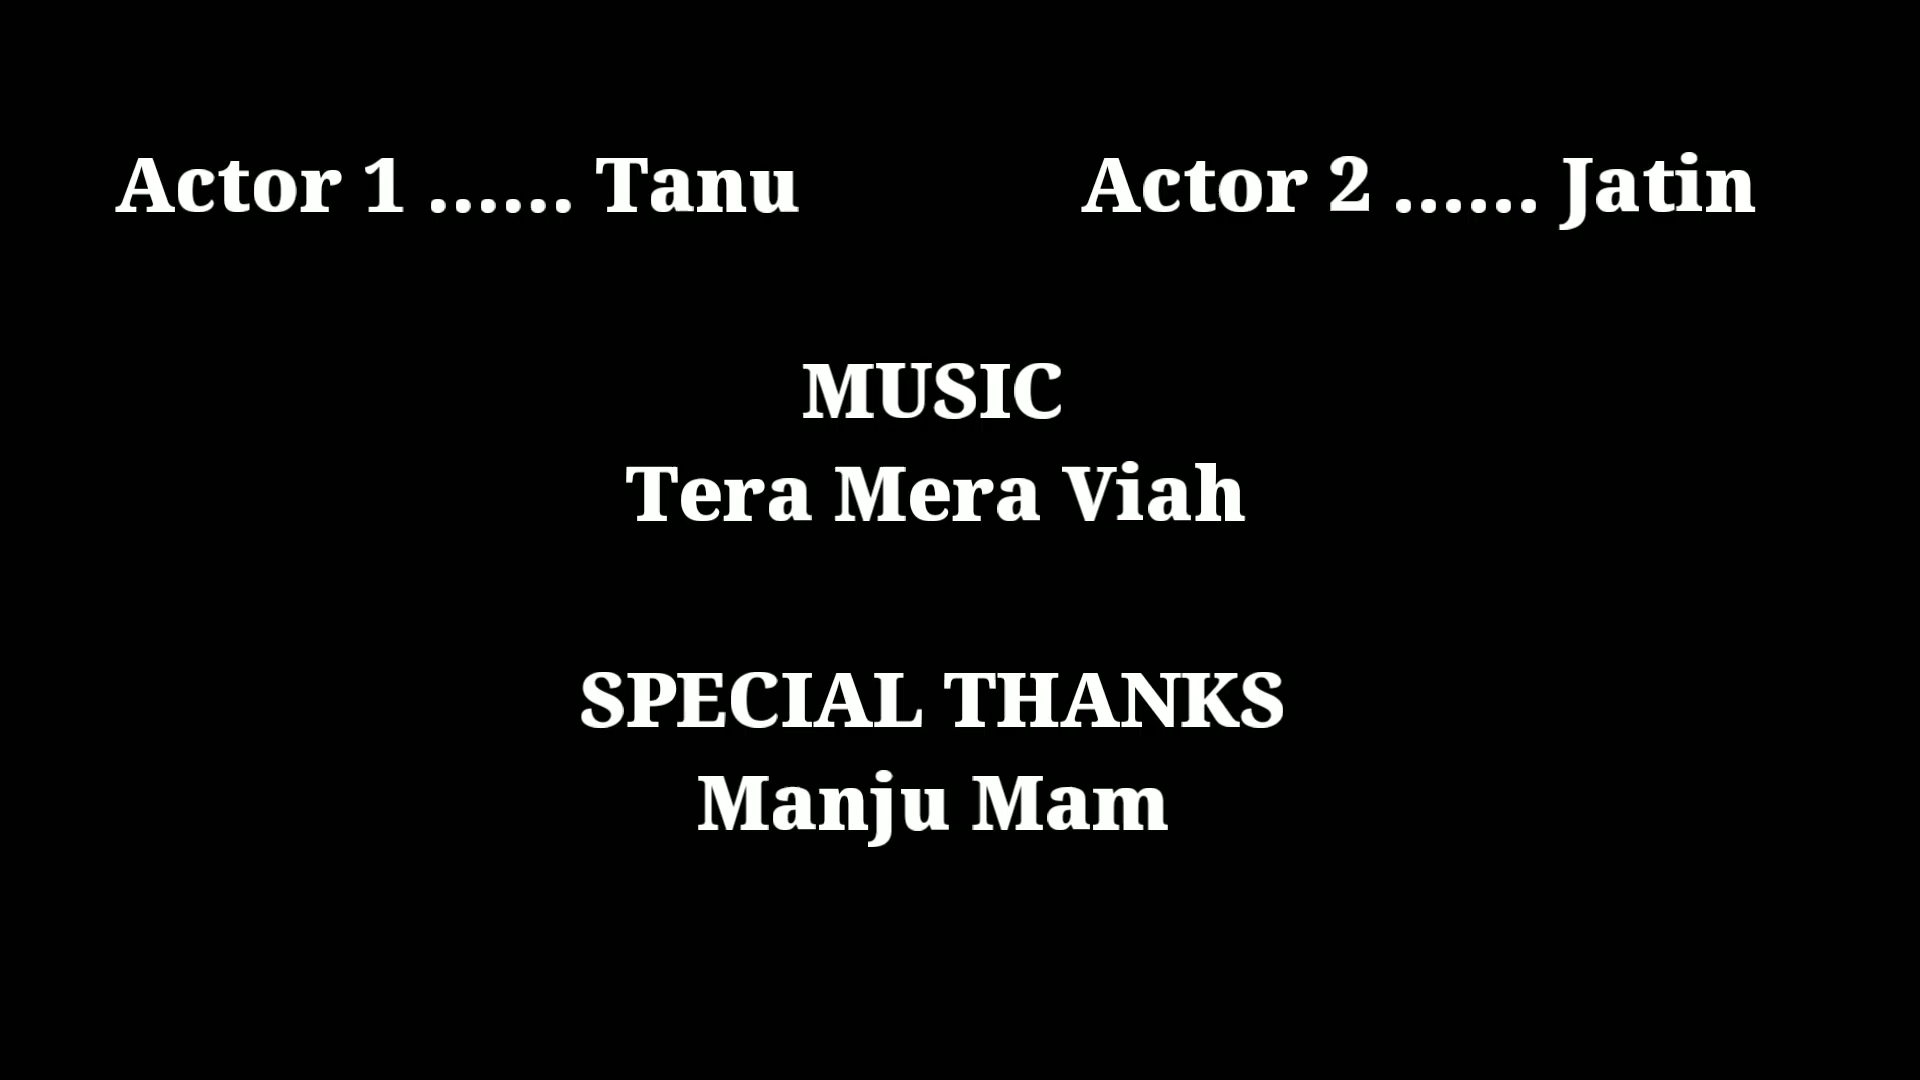 Actor 1 ...... Tanu Actor 2 ...... Jatin
MUSIC
Tera Mera Viah
SPECIAL THANKS
Manju Mam